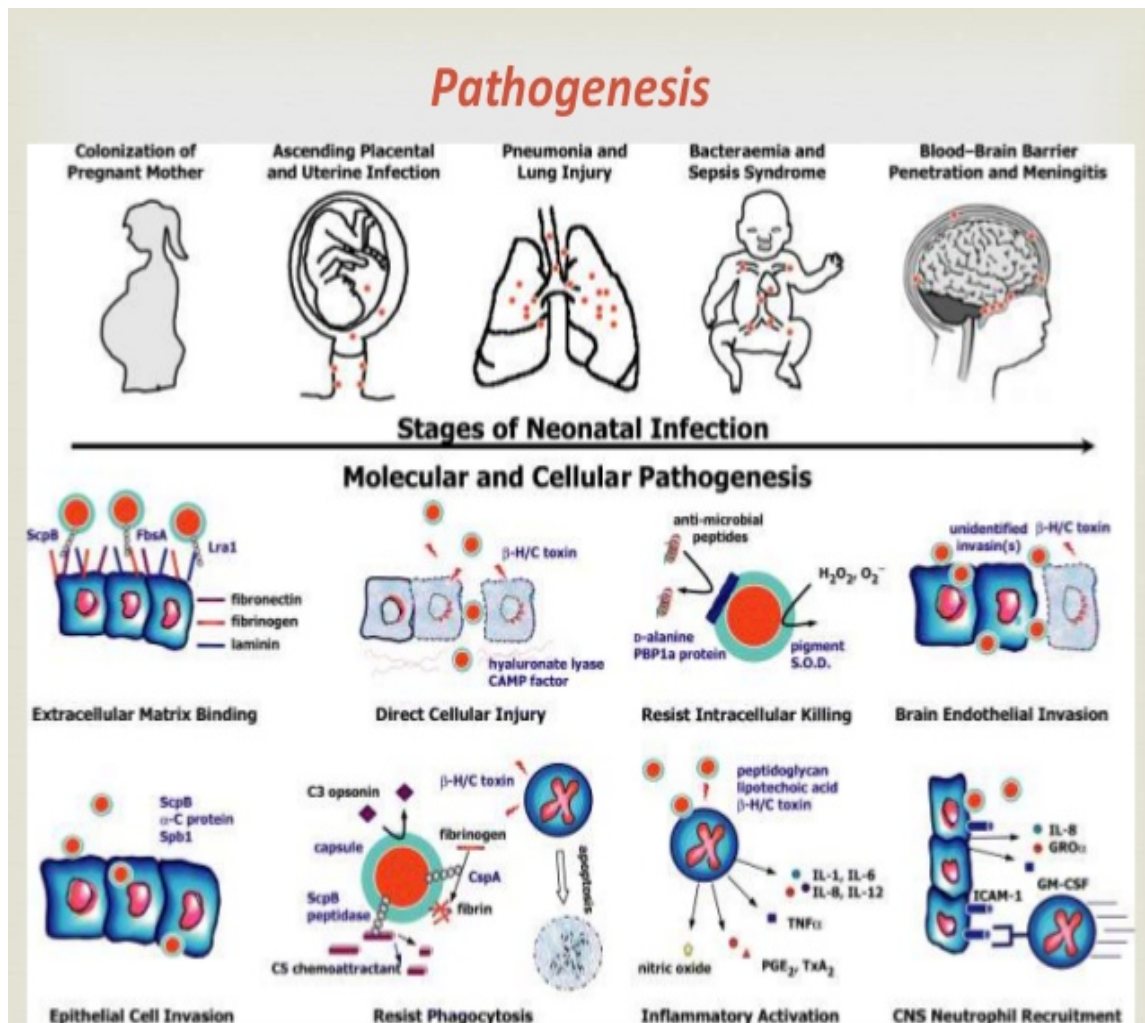 Pathogenesis
Colonization of
Pregnant Mother
Ascending Placental
and Uterine Infection
Pneumonia and
Lung Injury
Bacteraemia and
Sepsis Syndrome
Blood–Brain Barrier
Penetration and Meningitis
Stages of Neonatal Infection
Molecular and Cellular Pathogenesis
ScpB
FbsA
Lra1
fibronectin
fibrinogen
laminin
Extracellular Matrix Binding
β-H/C toxin
hyaluronate lyase
CAMP factor
Direct Cellular Injury
anti-microbial
peptides
H₂O₂, O₂⁻
D-alanine
PBP1a protein
pigment
S.O.D.
Resist Intracellular Killing
unidentified
invasin(s)
β-H/C toxin
Brain Endothelial Invasion
ScpB
α-C protein
Spb1
Epithelial Cell Invasion
C3 opsonin
β-H/C toxin
capsule
fibrinogen
CspA
ScpB
peptidase
fibrin
C5 chemoattractant
apoptosis
Resist Phagocytosis
peptidoglycan
lipotechoic acid
β-H/C toxin
IL-1, IL-6
IL-8, IL-12
TNFα
nitric oxide
PGE₂, TxA₂
Inflammatory Activation
IL-8
GROα
GM-CSF
ICAM-1
CNS Neutrophil Recruitment